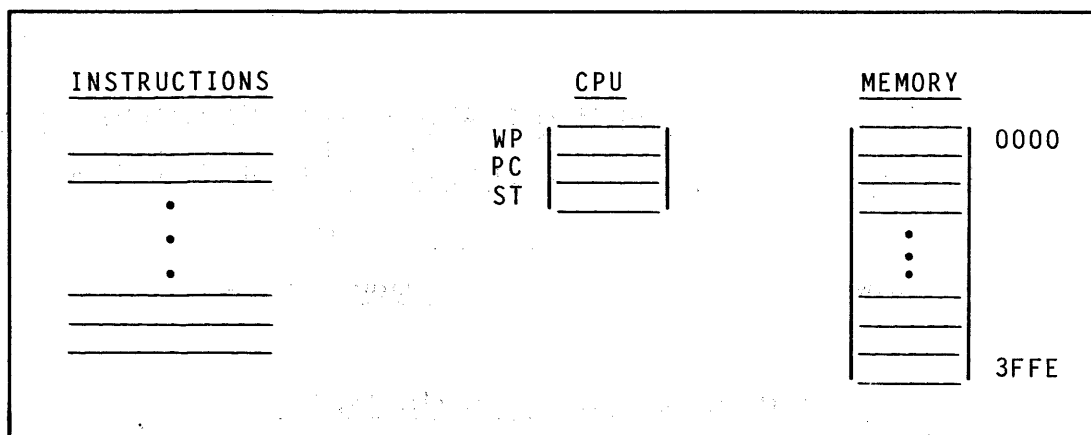 INSTRUCTIONS CPU MEMORY
WP 0000
PC
ST
3FFE